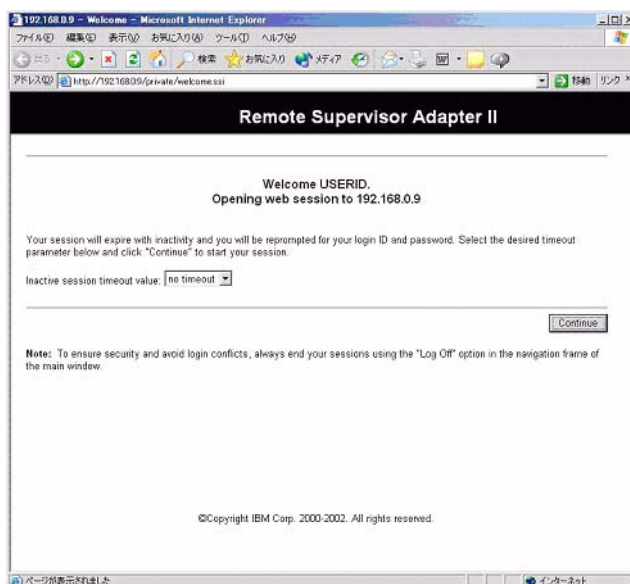 192.168.0.9 - Welcome - Microsoft Internet Explorer
ファイル(F) 編集(E) 表示(V) お気に入り(A) ツール(T) ヘルプ(H)
戻る 検索 お気に入り メディア
アドレス(D) http://192.168.0.9/private/welcome.ssi 移動 リンク
Remote Supervisor Adapter II
Welcome USERID.
Opening web session to 192.168.0.9
Your session will expire with inactivity and you will be reprompted for your login ID and password. Select the desired timeout
parameter below and click "Continue" to start your session.
Inactive session timeout value: no timeout
Continue
Note: To ensure security and avoid login conflicts, always end your sessions using the "Log Off" option in the navigation frame of
the main window.
©Copyright IBM Corp. 2000-2002. All rights reserved.
ページが表示されました インターネット